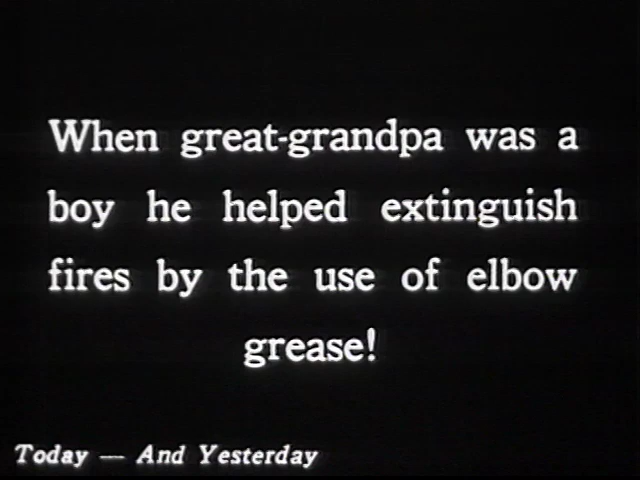 When great-grandpa was a
boy he helped extinguish
fires by the use of elbow
grease!
Today — And Yesterday